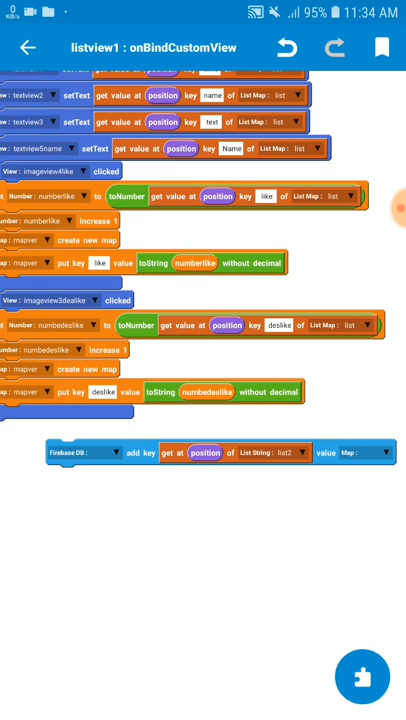 0 KB/s 95% 11:34 AM
listview1 : onBindCustomView
textview2 setText get value at position key name of List Map : list
textview3 setText get value at position key text of List Map : list
textview5name setText get value at position key Name of List Map : list
View : imageview4like clicked
Number : numberlike to toNumber get value at position key like of List Map : list
numberlike increase 1
mapver create new map
mapver put key like value toString numberlike without decimal
View : imageview3dealike clicked
Number : numbedeslike to toNumber get value at position key deslike of List Map : list
numbedeslike increase 1
mapver create new map
mapver put key deslike value toString numbedeslike without decimal
Firebase DB : add key get at position of List String : list2 value Map :